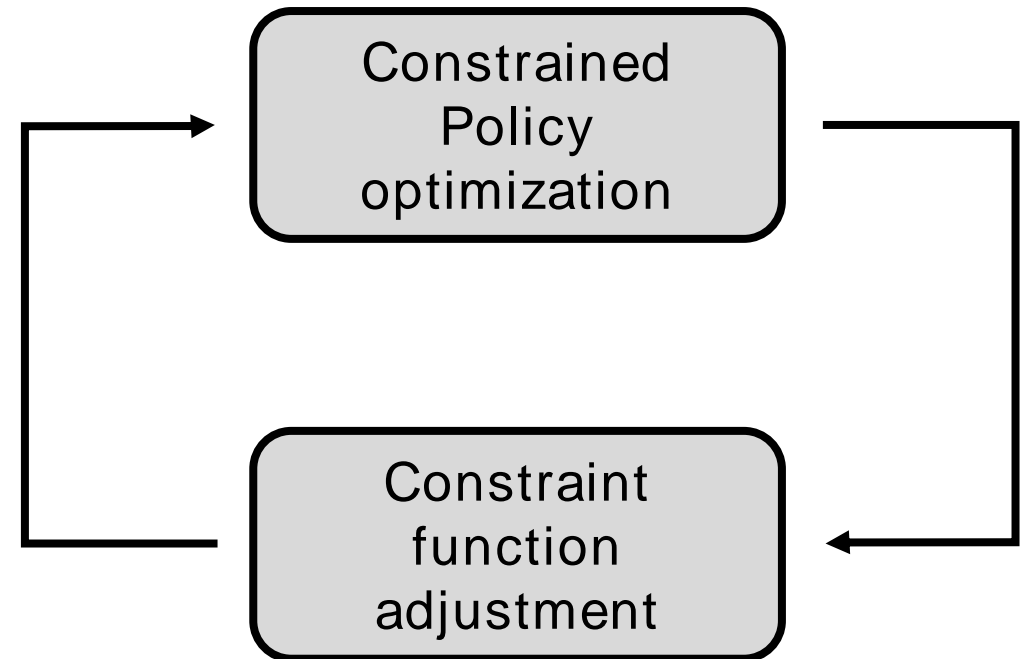 Constrained
Policy
optimization
Constraint
function
adjustment